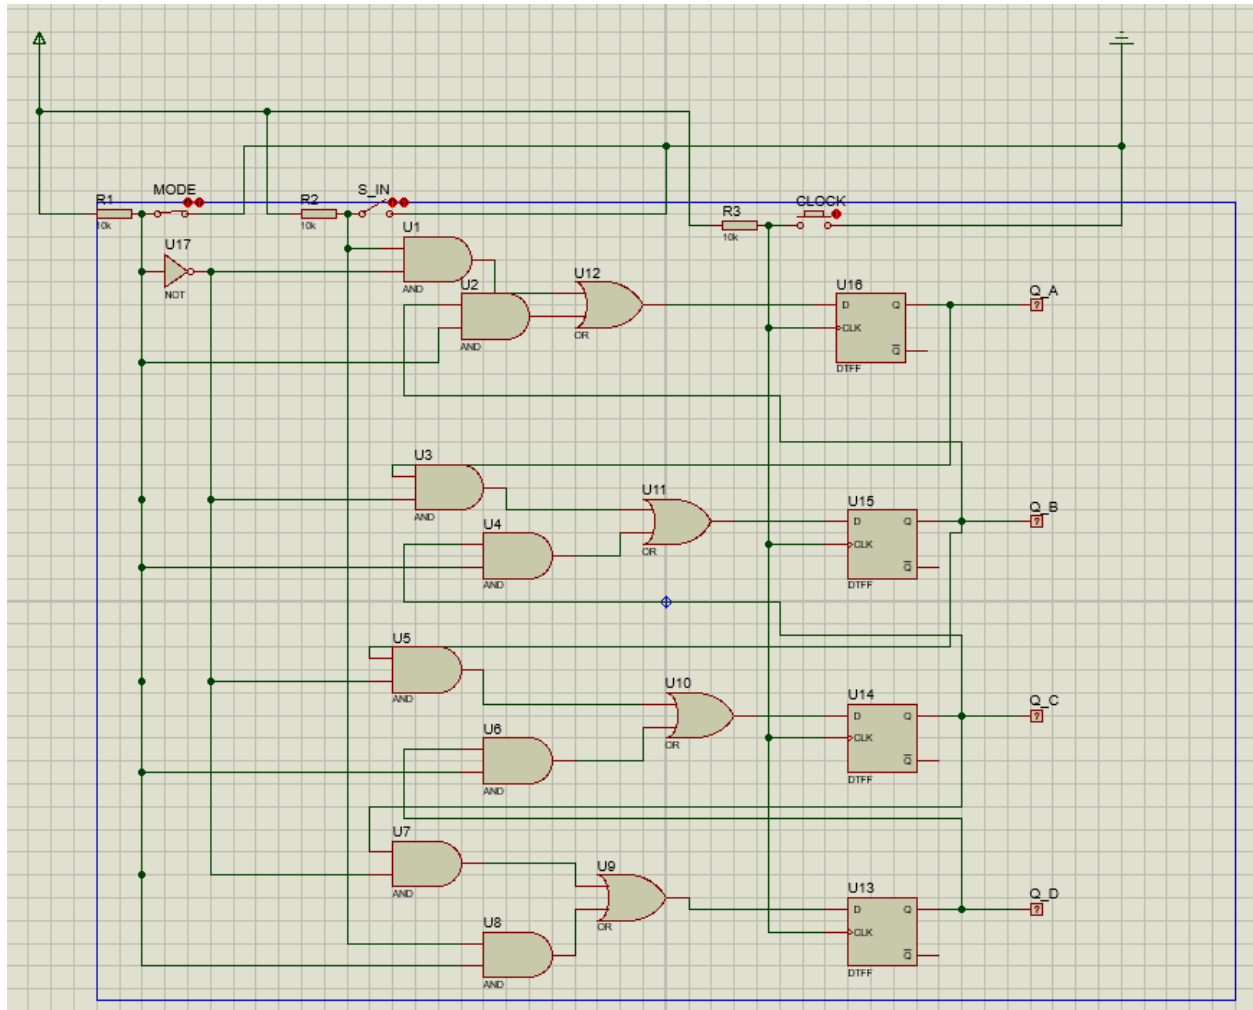 R1
MODE
R2
S_IN
R3
CLOCK
10k
10k
10k
U17
NOT
U1
AND
U2
AND
U12
OR
U16
D
Q
CLK
Q
DTFF
Q_A
?
U3
AND
U4
AND
U11
OR
U15
D
Q
CLK
Q
DTFF
Q_B
?
U5
AND
U6
AND
U10
OR
U14
D
Q
CLK
Q
DTFF
Q_C
?
U7
AND
U8
AND
U9
OR
U13
D
Q
CLK
Q
DTFF
Q_D
?